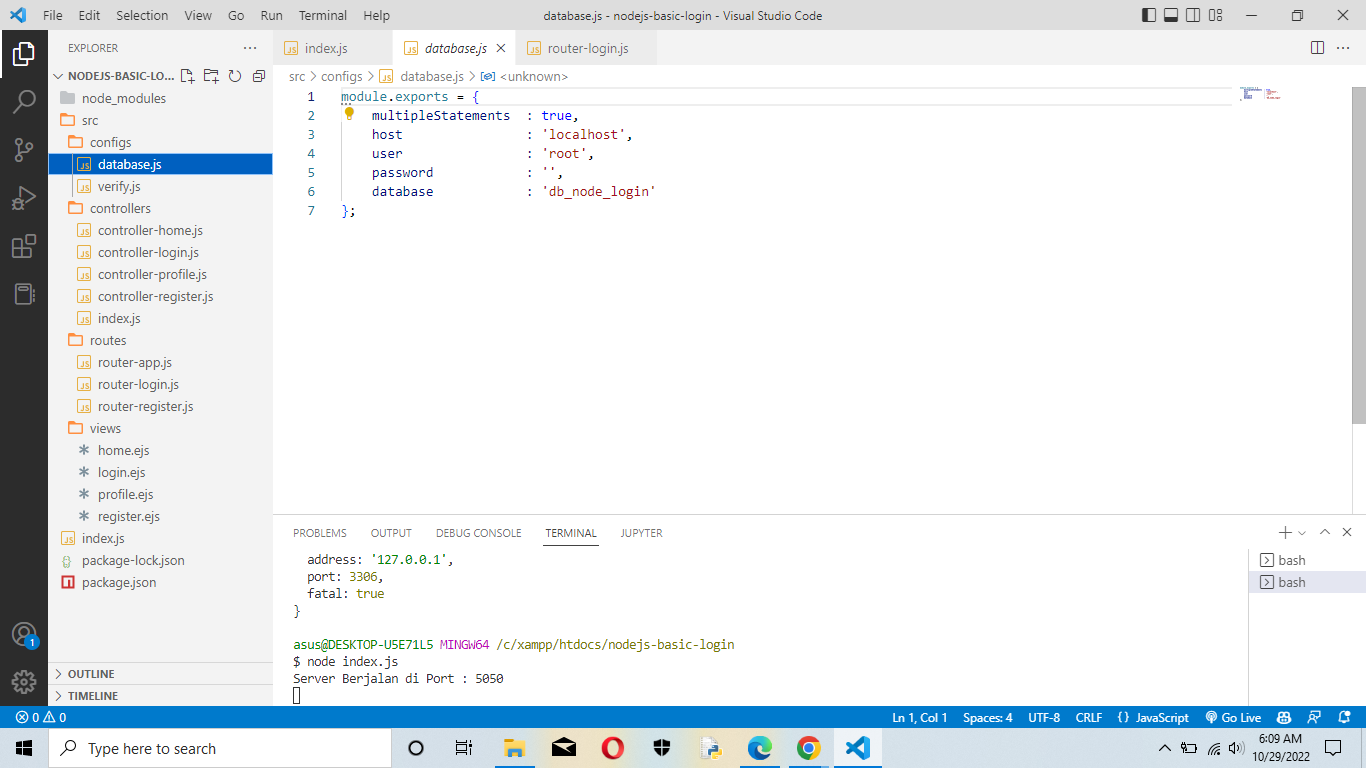 File Edit Selection View Go Run Terminal Help
database.js - nodejs-basic-login - Visual Studio Code
EXPLORER
NODEJS-BASIC-LO...
node_modules
src
configs
database.js
verify.js
controllers
controller-home.js
controller-login.js
controller-profile.js
controller-register.js
index.js
routes
router-app.js
router-login.js
router-register.js
views
home.ejs
login.ejs
profile.ejs
register.ejs
index.js
package-lock.json
package.json
OUTLINE
TIMELINE
index.js database.js router-login.js
src > configs > database.js > <unknown>
1 module.exports = {
2 multipleStatements : true,
3 host : 'localhost',
4 user : 'root',
5 password : '',
6 database : 'db_node_login'
7 };
PROBLEMS OUTPUT DEBUG CONSOLE TERMINAL JUPYTER
address: '127.0.0.1',
port: 3306,
fatal: true
}
asus@DESKTOP-U5E71L5 MINGW64 /c/xampp/htdocs/nodejs-basic-login
$ node index.js
Server Berjalan di Port : 5050
bash
bash
1
0 0 Ln 1, Col 1 Spaces: 4 UTF-8 CRLF {} JavaScript Go Live
Type here to search
6:09 AM
10/29/2022